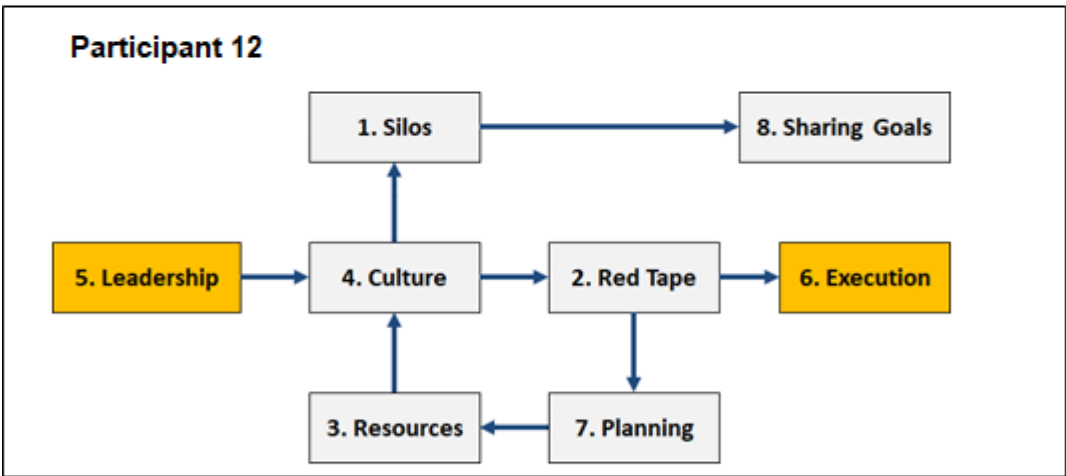 Participant 12
1. Silos
8. Sharing Goals
5. Leadership
4. Culture
2. Red Tape
6. Execution
3. Resources
7. Planning